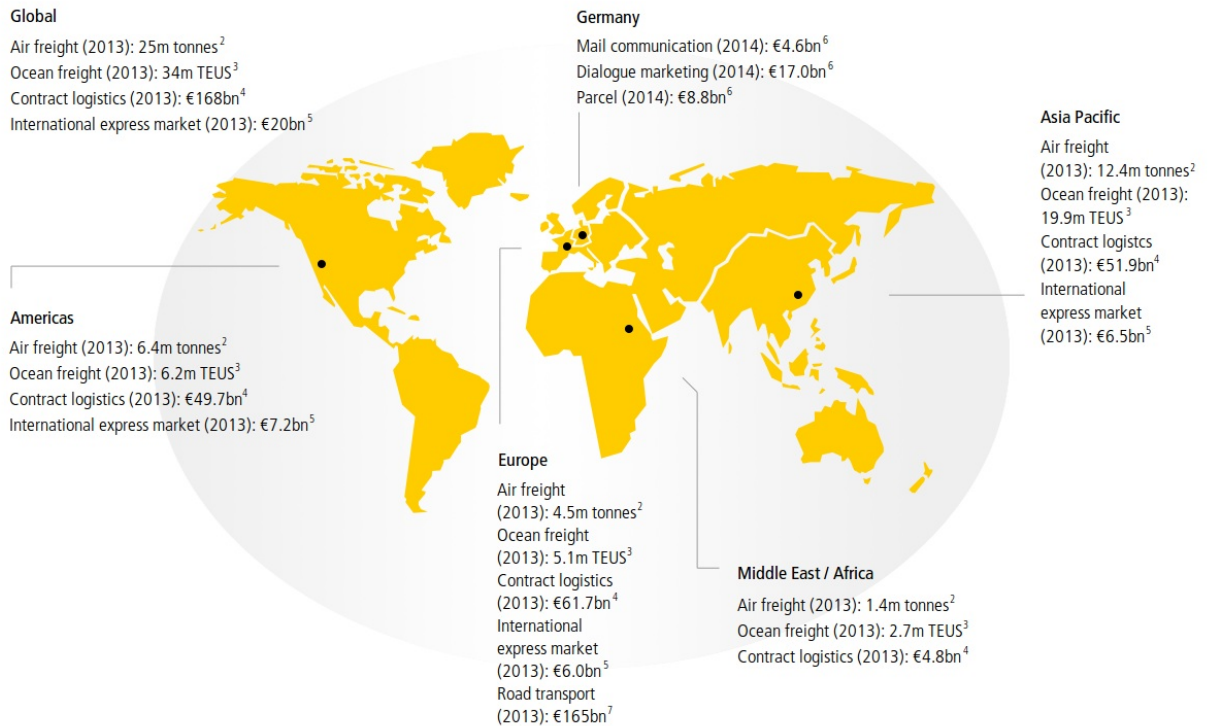 Global
Air freight (2013): 25m tonnes²
Ocean freight (2013): 34m TEUS³
Contract logistics (2013): €168bn⁴
International express market (2013): €20bn⁵
Germany
Mail communication (2014): €4.6bn⁶
Dialogue marketing (2014): €17.0bn⁶
Parcel (2014): €8.8bn⁶
Asia Pacific
Air freight
(2013): 12.4m tonnes²
Ocean freight (2013):
19.9m TEUS³
Contract logistcs
(2013): €51.9bn⁴
International
express market
(2013): €6.5bn⁵
Americas
Air freight (2013): 6.4m tonnes²
Ocean freight (2013): 6.2m TEUS³
Contract logistics (2013): €49.7bn⁴
International express market (2013): €7.2bn⁵
Europe
Air freight
(2013): 4.5m tonnes²
Ocean freight
(2013): 5.1m TEUS³
Contract logistics
(2013): €61.7bn⁴
International
express market
(2013): €6.0bn⁵
Road transport
(2013): €165bn⁷
Middle East / Africa
Air freight (2013): 1.4m tonnes²
Ocean freight (2013): 2.7m TEUS³
Contract logistics (2013): €4.8bn⁴